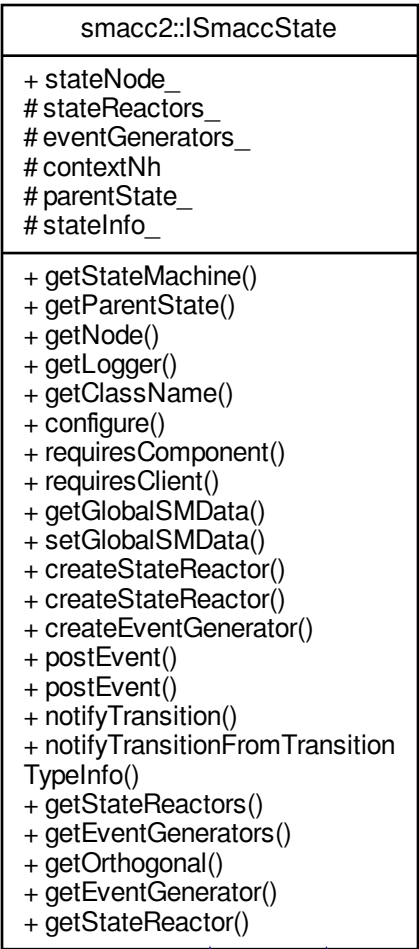 smacc2::ISmaccState
+ stateNode_
# stateReactors_
# eventGenerators_
# contextNh
# parentState_
# stateInfo_
+ getStateMachine()
+ getParentState()
+ getNode()
+ getLogger()
+ getClassName()
+ configure()
+ requiresComponent()
+ requiresClient()
+ getGlobalSMData()
+ setGlobalSMData()
+ createStateReactor()
+ createStateReactor()
+ createEventGenerator()
+ postEvent()
+ postEvent()
+ notifyTransition()
+ notifyTransitionFromTransition
TypeInfo()
+ getStateReactors()
+ getEventGenerators()
+ getOrthogonal()
+ getEventGenerator()
+ getStateReactor()